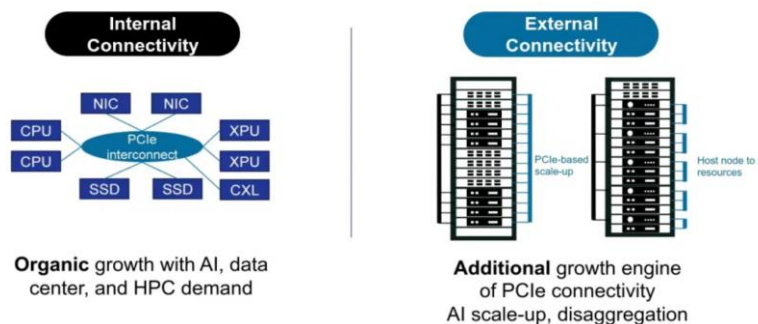 Internal
Connectivity
NIC
NIC
CPU
CPU
PCIe
interconnect
XPU
XPU
SSD
SSD
CXL
Organic growth with AI, data
center, and HPC demand
External
Connectivity
PCIe-based
scale-up
Host node to
resources
Additional growth engine
of PCIe connectivity
AI scale-up, disaggregation